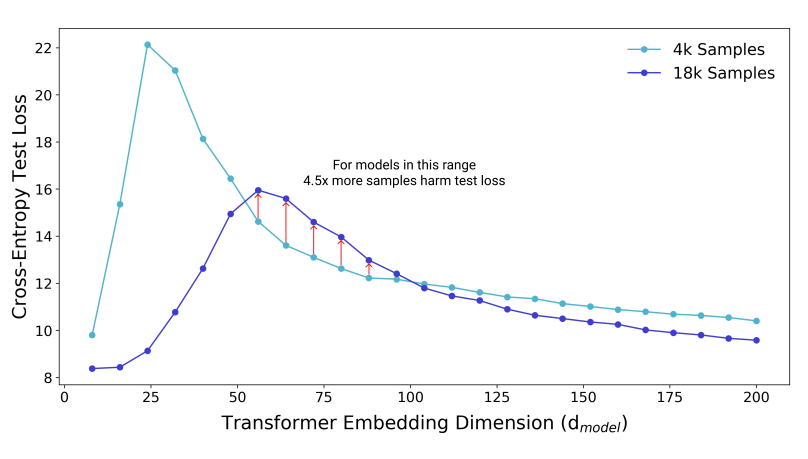 4k Samples
18k Samples
For models in this range
4.5x more samples harm test loss
Cross-Entropy Test Loss
22
20
18
16
14
12
10
8
0 25 50 75 100 125 150 175 200
Transformer Embedding Dimension (d_model)